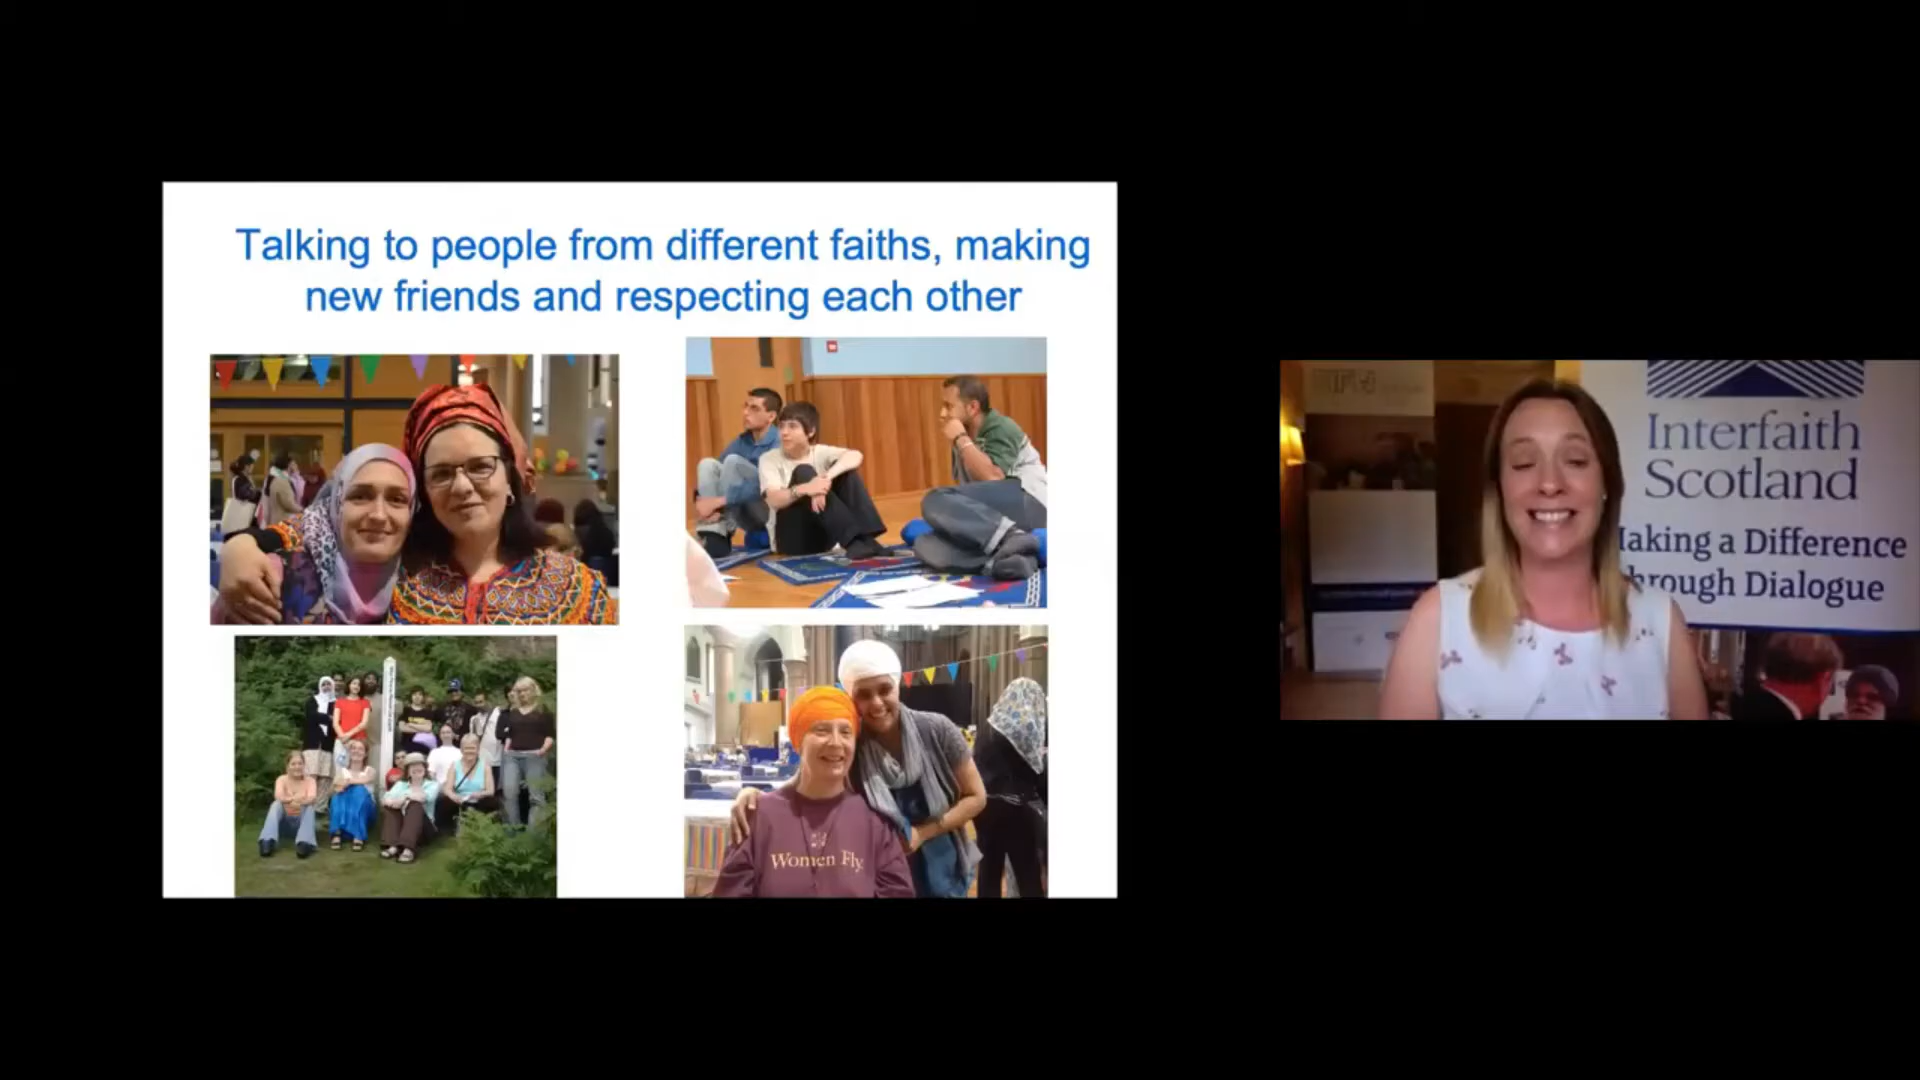 Talking to people from different faiths, making
new friends and respecting each other
Women Fly
Interfaith
Scotland
aking a Difference
hrough Dialogue